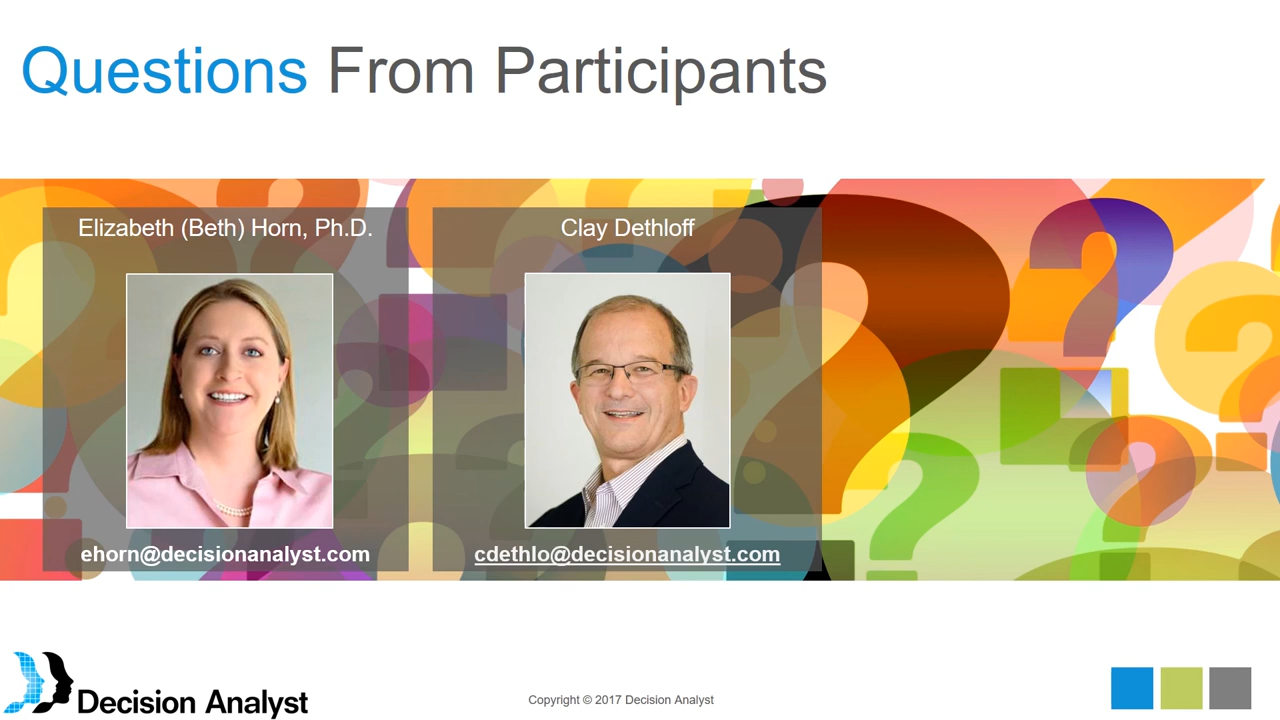 Questions From Participants
Elizabeth (Beth) Horn, Ph.D.
Clay Dethloff
ehorn@decisionanalyst.com
cdethlo@decisionanalyst.com
Decision Analyst
Copyright © 2017 Decision Analyst